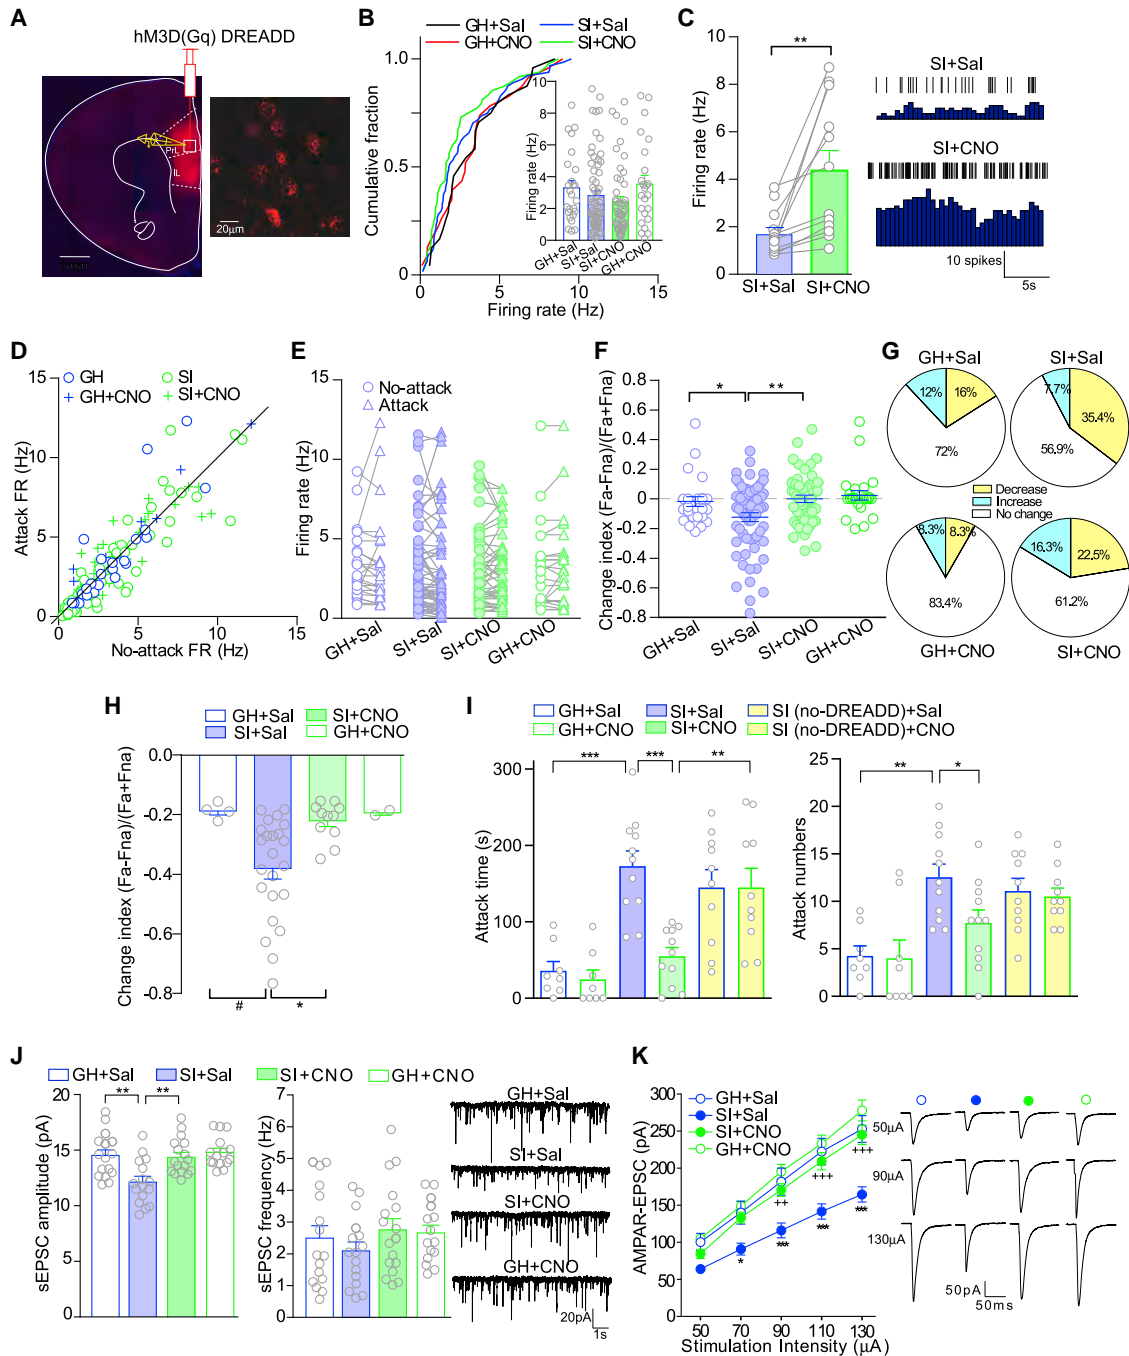 A
hM3D(Gq) DREADD
PrL
IL
20μm
B
GH+Sal
SI+Sal
GH+CNO
SI+CNO
Cumulative fraction
1.0
0.5
0
0
5
10
15
Firing rate (Hz)
Firing rate (Hz)
10
8
6
4
2
0
GH+Sal
SI+Sal
SI+CNO
GH+CNO
C
**
Firing rate (Hz)
10
8
6
4
2
0
SI+Sal
SI+CNO
SI+Sal
SI+CNO
10 spikes
5s
D
GH
SI
GH+CNO
SI+CNO
Attack FR (Hz)
15
10
5
0
0
5
10
15
No-attack FR (Hz)
E
No-attack
Attack
Firing rate (Hz)
15
10
5
0
GH+Sal
SI+Sal
SI+CNO
GH+CNO
F
* **
Change index (Fa-Fna)/(Fa+Fna)
0.8
0.6
0.4
0.2
0
-0.2
-0.4
-0.6
-0.8
GH+Sal
SI+Sal
SI+CNO
GH+CNO
G
GH+Sal
SI+Sal
12%
16%
72%
7.7%
35.4%
56.9%
Decrease
Increase
No change
8.3%
8.3%
83.4%
16.3%
22.5%
61.2%
GH+CNO
SI+CNO
H
GH+Sal
SI+CNO
SI+Sal
GH+CNO
Change index (Fa-Fna)/(Fa+Fna)
-0.0
-0.2
-0.4
-0.6
-0.8
# *
I
GH+Sal
SI+Sal
SI (no-DREADD)+Sal
GH+CNO
SI+CNO
SI (no-DREADD)+CNO
*** *** **
Attack time (s)
300
200
100
0
** *
Attack numbers
25
20
15
10
5
0
J
GH+Sal
SI+Sal
SI+CNO
GH+CNO
** **
sEPSC amplitude (pA)
20
15
10
5
0
sEPSC frequency (Hz)
7
6
5
4
3
2
1
0
GH+Sal
SI+Sal
SI+CNO
GH+CNO
20pA
1s
K
GH+Sal
SI+Sal
SI+CNO
GH+CNO
AMPAR-EPSC (pA)
300
250
200
150
100
50
0
++ +++ +++
* *** *** ***
50
70
90
110
130
Stimulation Intensity (μA)
50μA
90μA
130μA
50pA
50ms